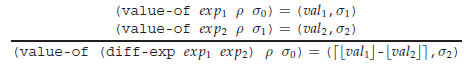 (value-of exp₁ ρ σ₀) = (val₁,σ₁)
(value-of exp₂ ρ σ₁) = (val₂,σ₂)
(value-of (diff-exp exp₁ exp₂) ρ σ₀) = (⌈⌊val₁⌋-⌊val₂⌋⌉,σ₂)